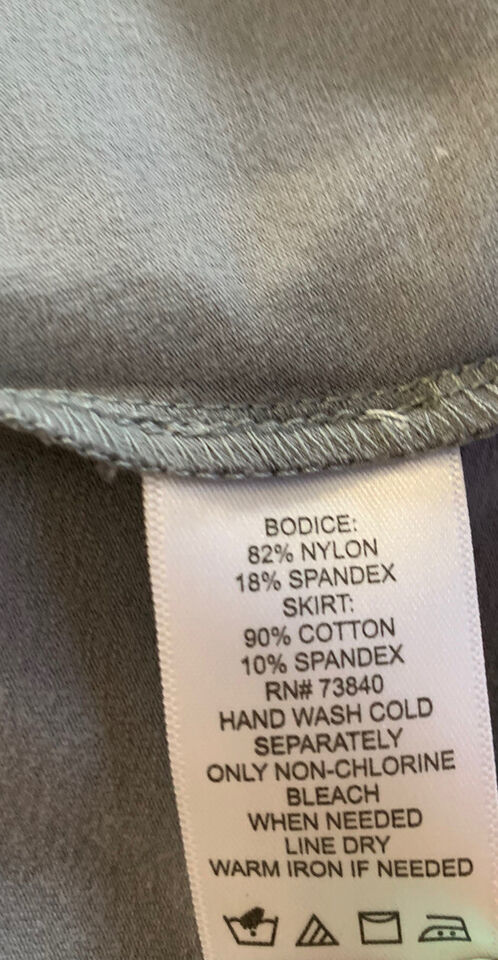 BODICE:
82% NYLON
18% SPANDEX
SKIRT:
90% COTTON
10% SPANDEX
RN# 73840
HAND WASH COLD
SEPARATELY
ONLY NON-CHLORINE
BLEACH
WHEN NEEDED
LINE DRY
WARM IRON IF NEEDED